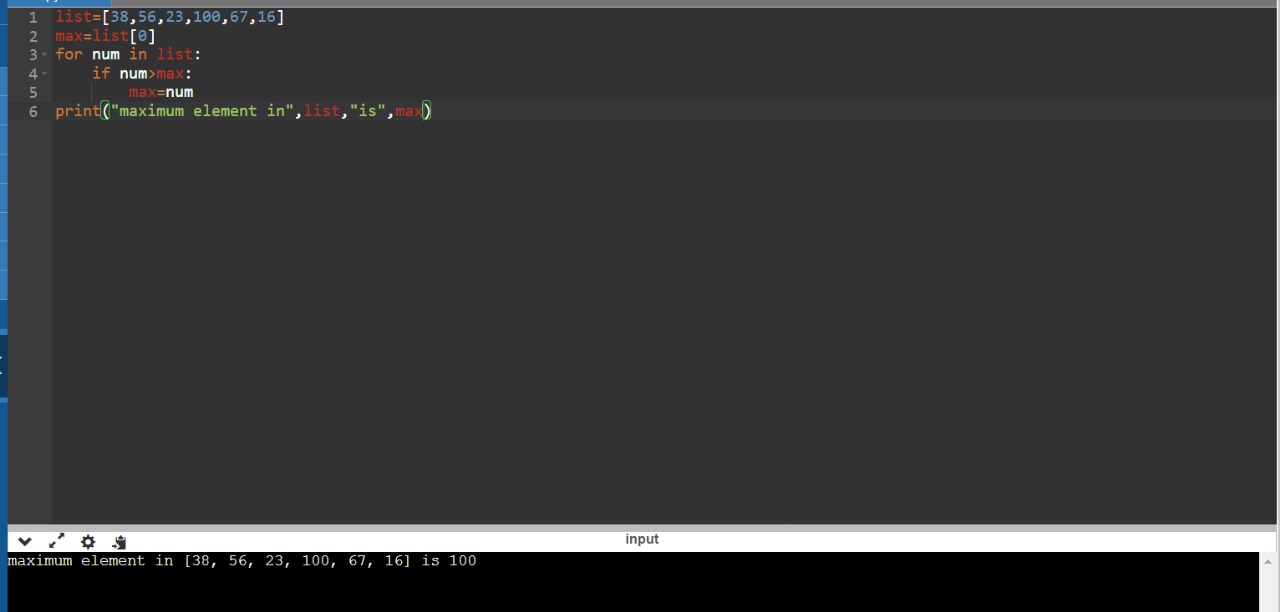 1 list=[38,56,23,100,67,16]
2 max=list[0]
3 for num in list:
4     if num>max:
5         max=num
6 print("maximum element in",list,"is",max)
input
maximum element in [38, 56, 23, 100, 67, 16] is 100